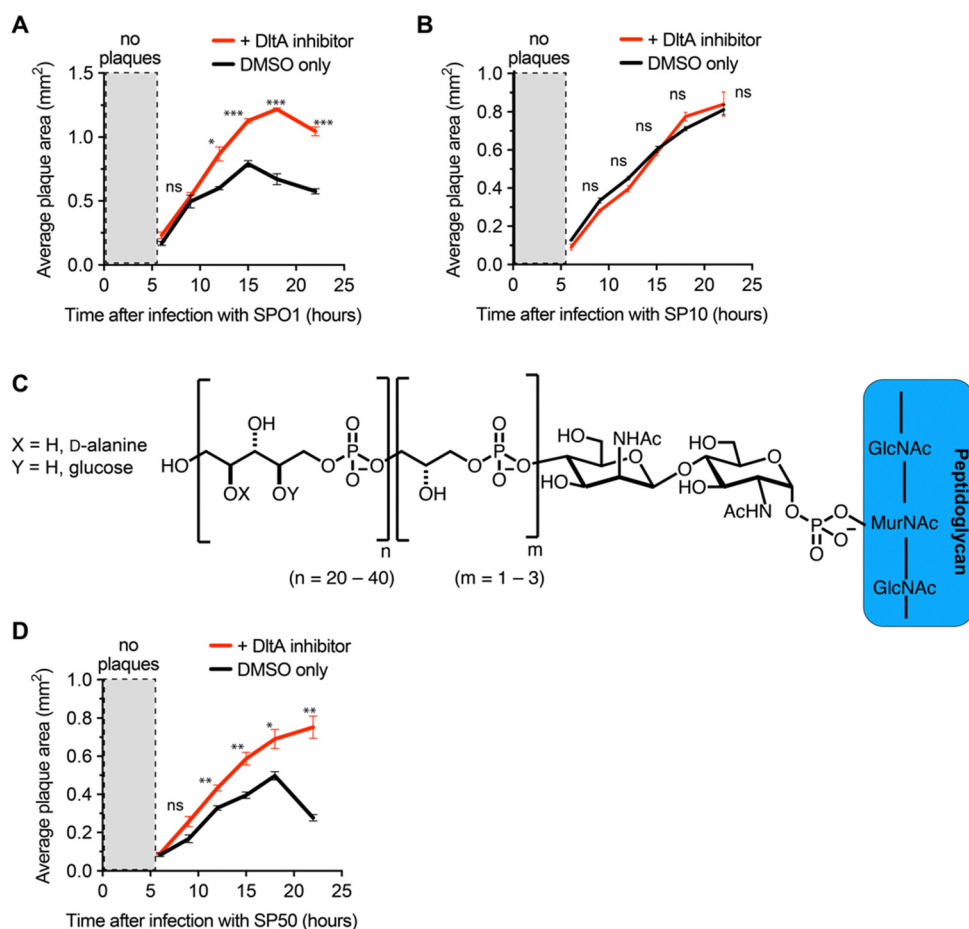 A
no
plaques
+ DltA inhibitor
DMSO only
Average plaque area (mm²)
1.5
1.0
0.5
0.0
ns
*
***
***
***
0 5 10 15 20 25
Time after infection with SPO1 (hours)
B
no
plaques
+ DltA inhibitor
DMSO only
Average plaque area (mm²)
1.0
0.8
0.6
0.4
0.2
0.0
ns
ns
ns
ns
ns
0 5 10 15 20 25
Time after infection with SP10 (hours)
C
X = H, D-alanine
Y = H, glucose
HO
OH
OX
OY
O
P
O
O−
O
OH
O
P
O
O−
O
n
m
(n = 20 – 40)
(m = 1 – 3)
HO
NHAc
O
HO
O
HO
O
HO
AcHN
O
P
O
O
O−
GlcNAc
MurNAc
GlcNAc
Peptidoglycan
D
no
plaques
+ DltA inhibitor
DMSO only
Average plaque area (mm²)
1.0
0.8
0.6
0.4
0.2
0.0
ns
**
**
*
**
0 5 10 15 20 25
Time after infection with SP50 (hours)